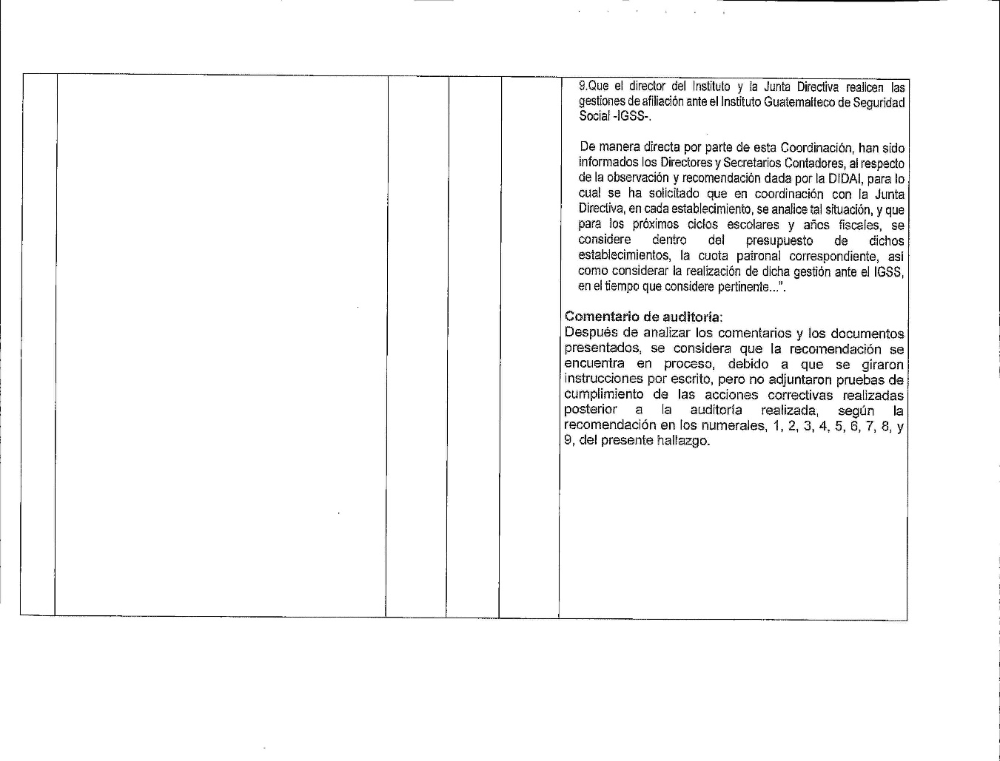 9.Que el director del Instituto y la Junta Directiva realicen las
gestiones de afiliación ante el Instituto Guatemalteco de Seguridad
Social -IGSS-.
De manera directa por parte de esta Coordinación, han sido
informados los Directores y Secretarios Contadores, al respecto
de la observación y recomendación dada por la DIDAI, para lo
cual se ha solicitado que en coordinación con la Junta
Directiva, en cada establecimiento, se analice tal situación, y que
para los próximos ciclos escolares y años fiscales, se
considere dentro del presupuesto de dichos
establecimientos, la cuota patronal correspondiente, asi
como considerar la realización de dicha gestión ante el IGSS,
en el tiempo que considere pertinente...".
Comentario de auditoría:
Después de analizar los comentarios y los documentos
presentados, se considera que la recomendación se
encuentra en proceso, debido a que se giraron
instrucciones por escrito, pero no adjuntaron pruebas de
cumplimiento de las acciones correctivas realizadas
posterior a la auditoría realizada, según la
recomendación en los numerales, 1, 2, 3, 4, 5, 6, 7, 8, y
9, del presente hallazgo.